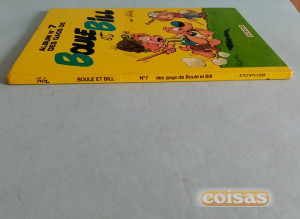 ALBUM N° 7
DES GAGS DE
BOULE
ET
BILL
DUPUIS
BOULE ET BILL N°7 des gags de Boule et Bill DUPUIS
coisas